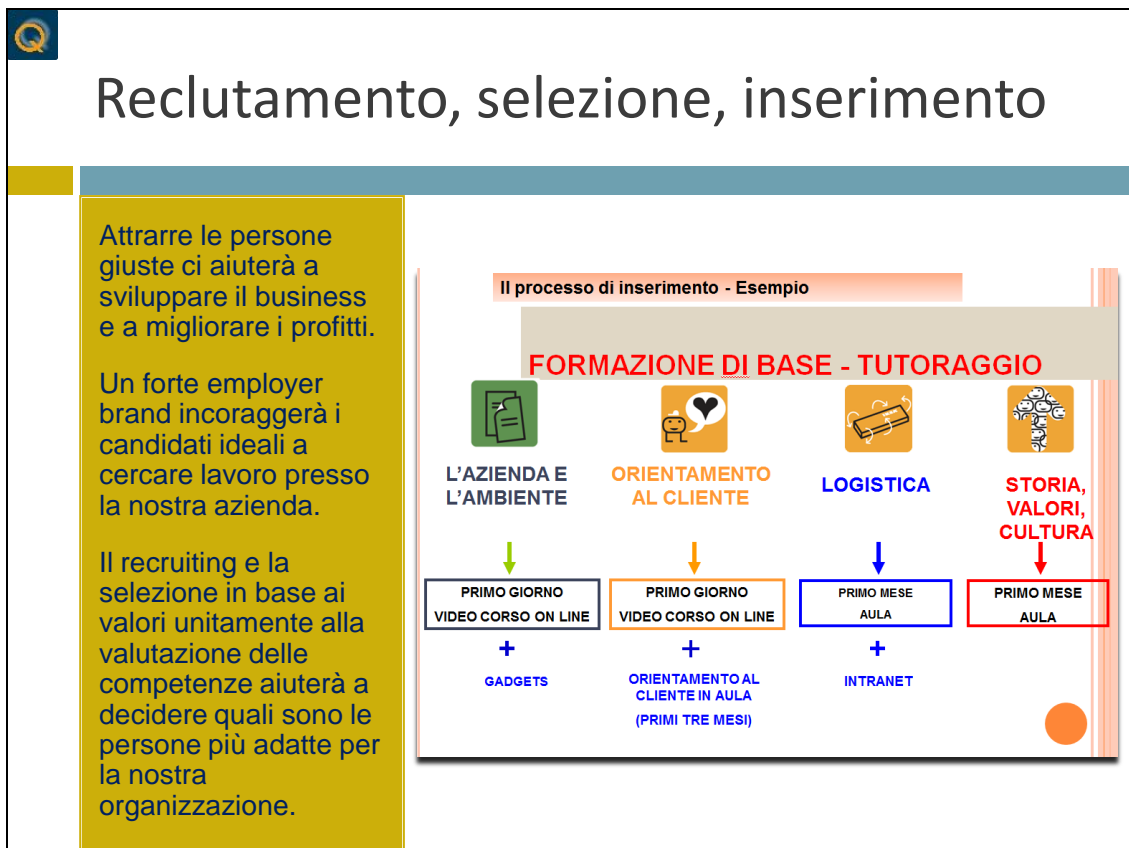 Reclutamento, selezione, inserimento
Attrarre le persone
giuste ci aiuterà a
sviluppare il business
e a migliorare i profitti.
Un forte employer
brand incoraggerà i
candidati ideali a
cercare lavoro presso
la nostra azienda.
Il recruiting e la
selezione in base ai
valori unitamente alla
valutazione delle
competenze aiuterà a
decidere quali sono le
persone più adatte per
la nostra
organizzazione.
Il processo di inserimento - Esempio
FORMAZIONE DI BASE - TUTORAGGIO
L'AZIENDA E
L'AMBIENTE
PRIMO GIORNO
VIDEO CORSO ON LINE
+
GADGETS
ORIENTAMENTO
AL CLIENTE
PRIMO GIORNO
VIDEO CORSO ON LINE
+
ORIENTAMENTO AL
CLIENTE IN AULA
(PRIMI TRE MESI)
LOGISTICA
PRIMO MESE
AULA
+
INTRANET
STORIA,
VALORI,
CULTURA
PRIMO MESE
AULA